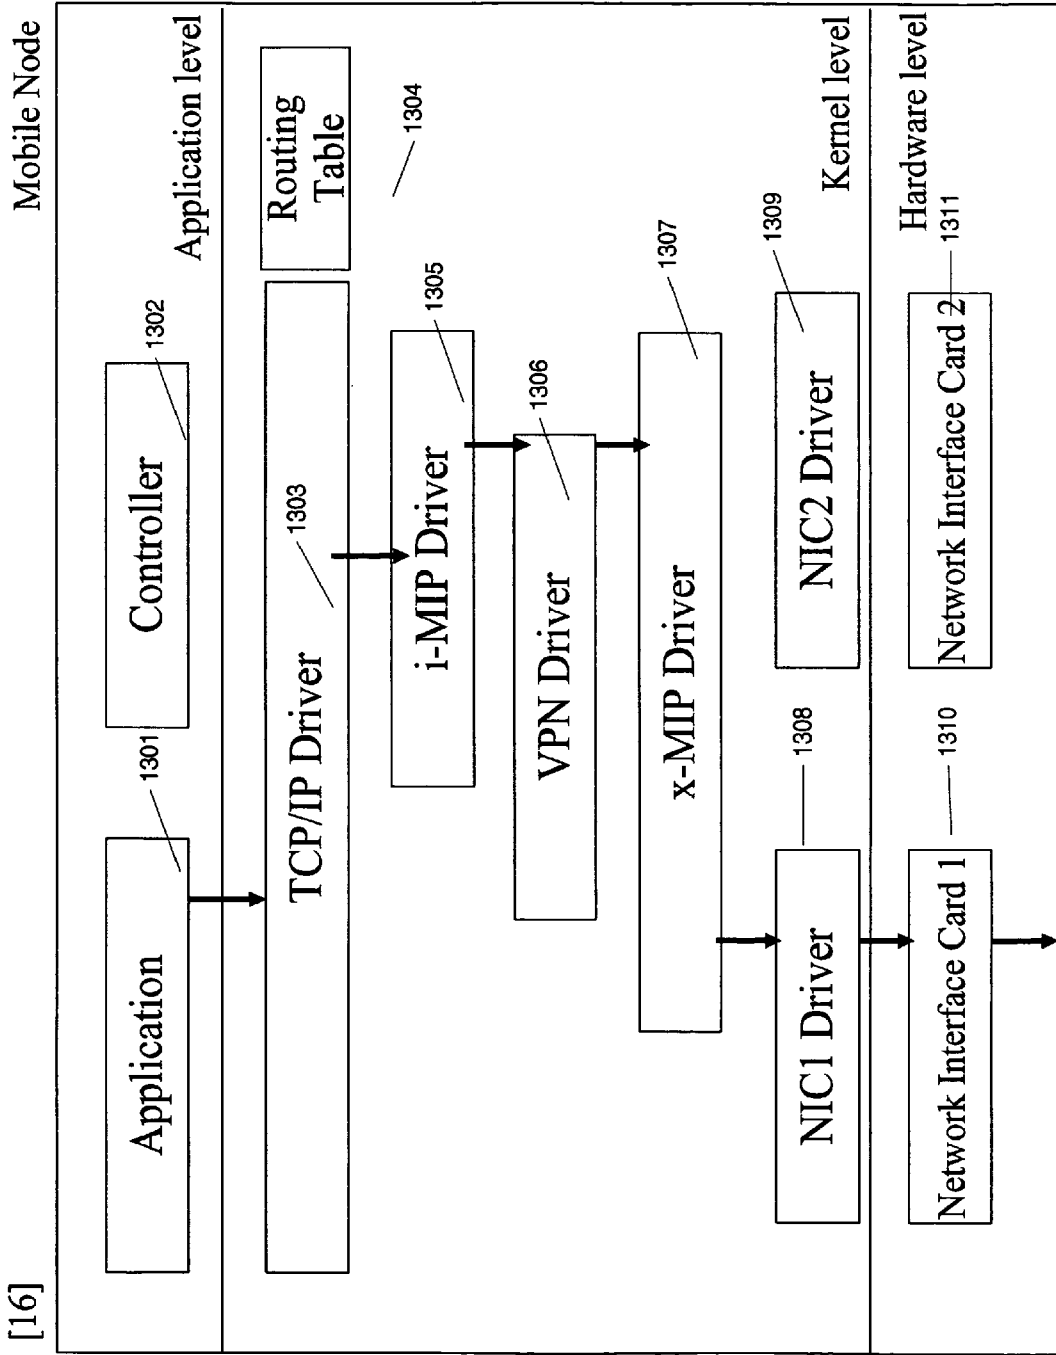 [16]
Mobile Node
Application
1301
Controller
1302
Application level
TCP/IP Driver
1303
Routing
Table
1304
i-MIP Driver
1305
VPN Driver
1306
x-MIP Driver
1307
NIC1 Driver
1308
NIC2 Driver
1309
Kernel level
Network Interface Card 1
1310
Network Interface Card 2
1311
Hardware level